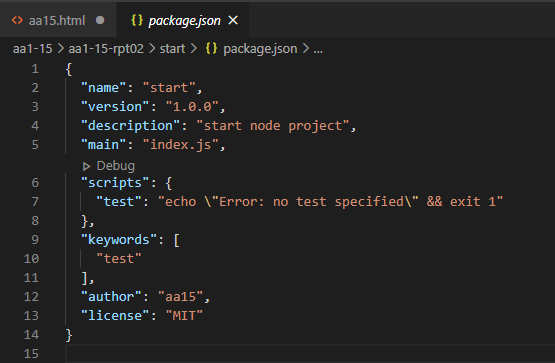 <> aa15.html ● {} package.json ×
aa1-15 > aa1-15-rpt02 > start > {} package.json > ...
1 {
2 "name": "start",
3 "version": "1.0.0",
4 "description": "start node project",
5 "main": "index.js",
Debug
6 "scripts": {
7 "test": "echo \"Error: no test specified\" && exit 1"
8 },
9 "keywords": [
10 "test"
11 ],
12 "author": "aa15",
13 "license": "MIT"
14 }
15